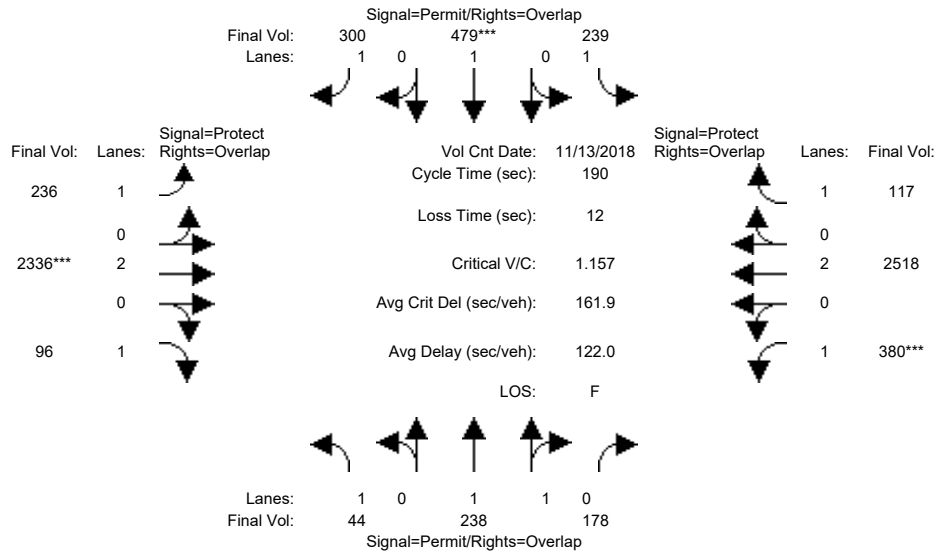 Signal=Permit/Rights=Overlap
Final Vol: 300 479*** 239
Lanes: 1 0 1 0 1
Signal=Protect Signal=Protect
Final Vol: Lanes: Rights=Overlap Vol Cnt Date: 11/13/2018 Rights=Overlap Lanes: Final Vol:
Cycle Time (sec): 190
236 1 1 117
Loss Time (sec): 12
0 0
2336*** 2 Critical V/C: 1.157 2 2518
0 Avg Crit Del (sec/veh): 161.9 0
96 1 Avg Delay (sec/veh): 122.0 1 380***
LOS: F
Lanes: 1 0 1 1 0
Final Vol: 44 238 178
Signal=Permit/Rights=Overlap